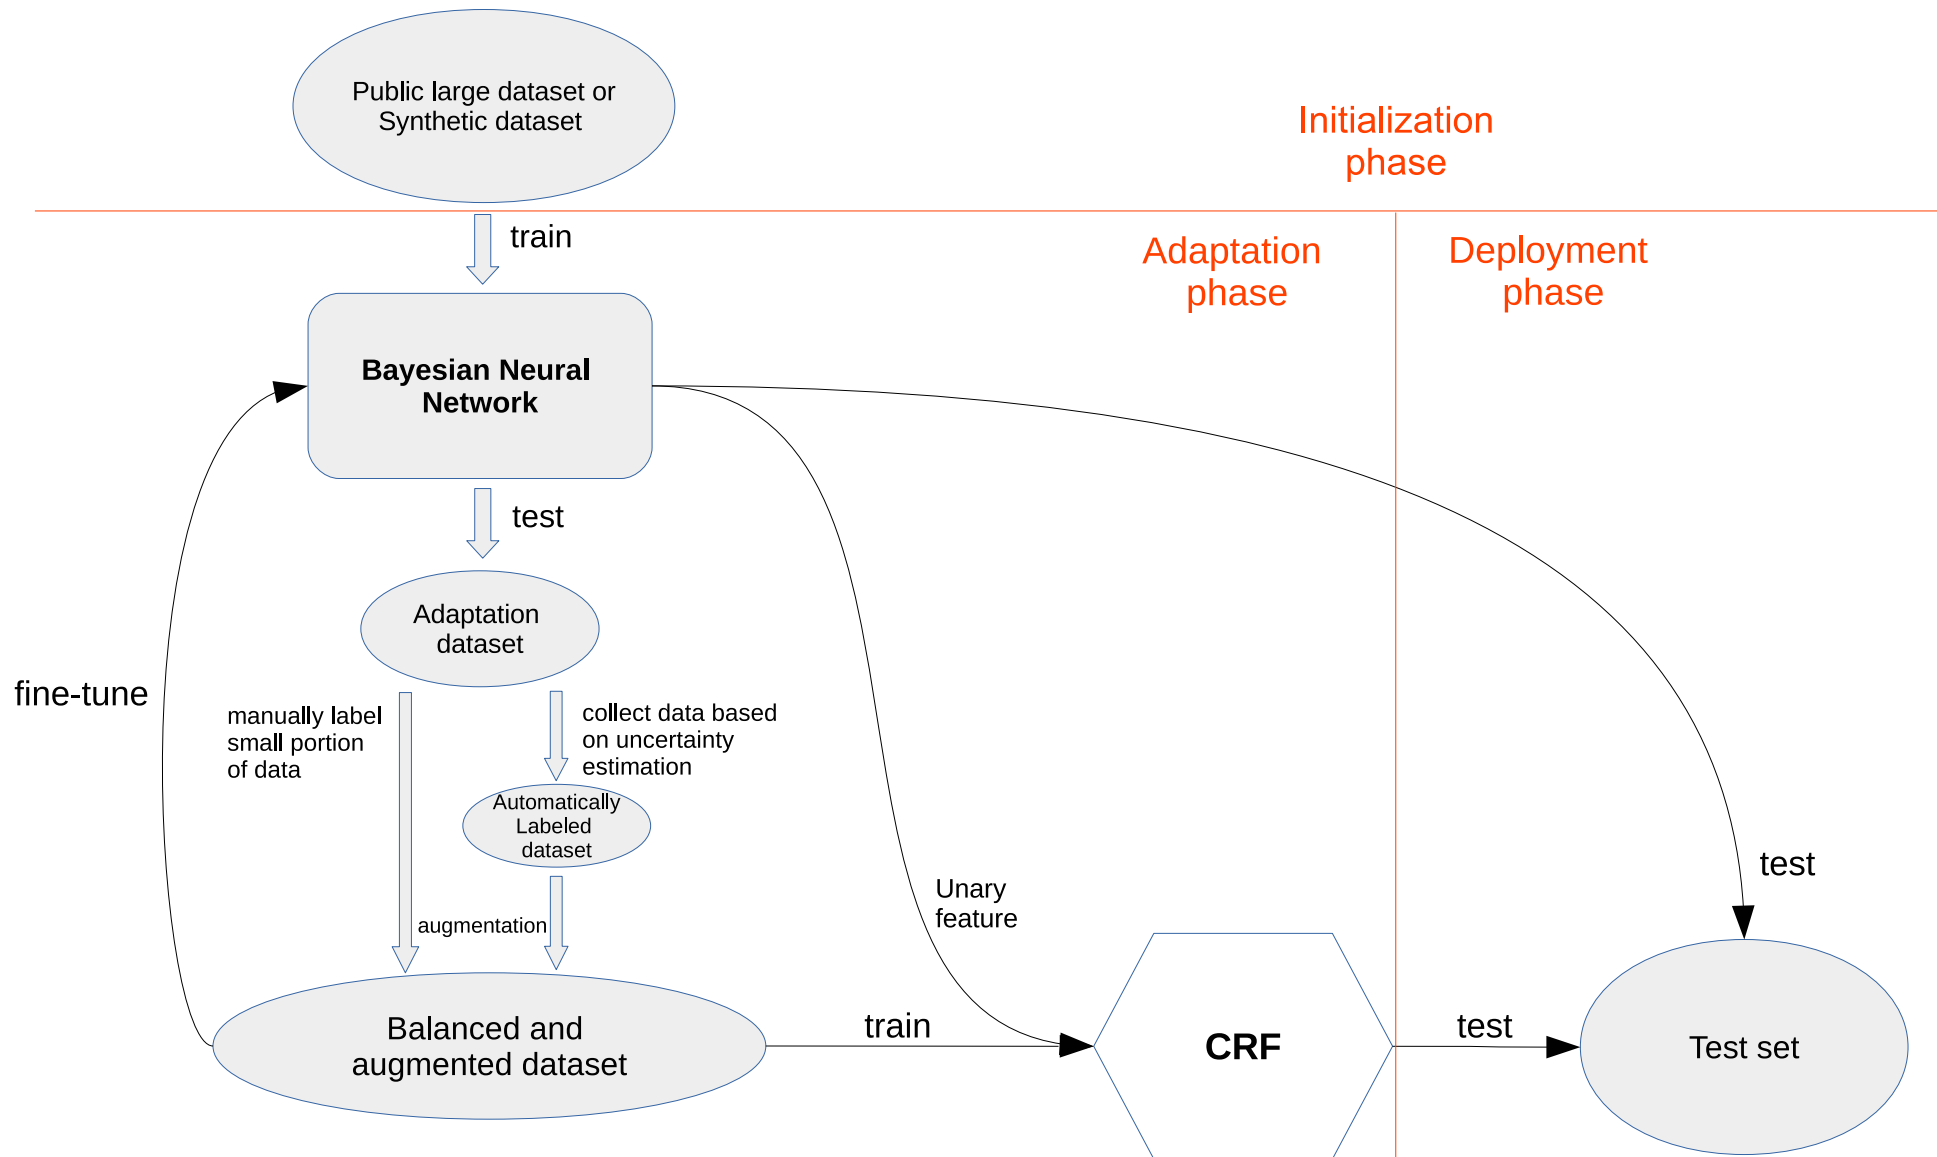 Public large dataset or
Synthetic dataset
Initialization
phase
train
Adaptation
phase
Deployment
phase
Bayesian Neural
Network
test
Adaptation
dataset
fine-tune
manually label
small portion
of data
collect data based
on uncertainty
estimation
Automatically
Labeled
dataset
augmentation
Unary
feature
test
Balanced and
augmented dataset
train
CRF
test
Test set